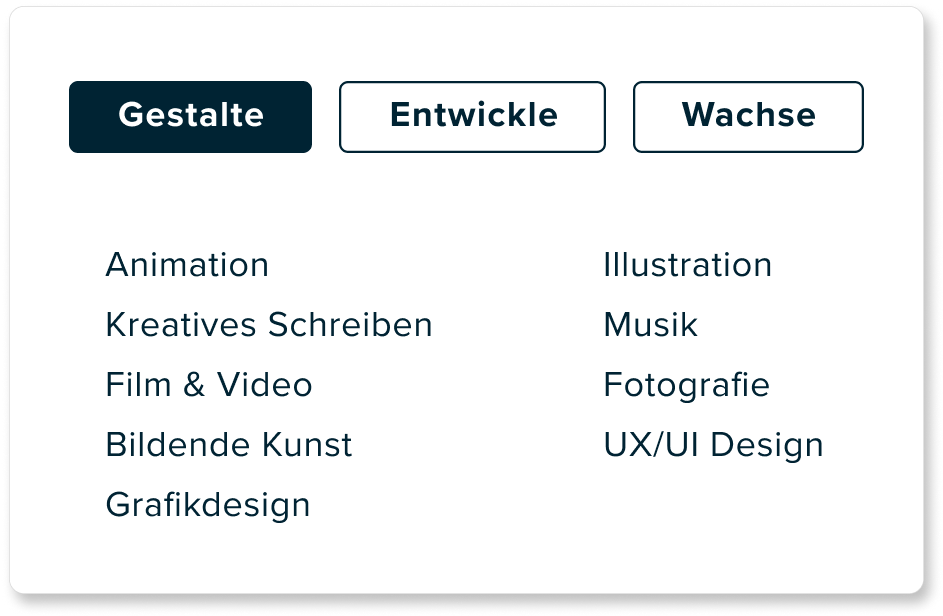 Gestalte
Entwickle
Wachse
Animation
Kreatives Schreiben
Film & Video
Bildende Kunst
Grafikdesign
Illustration
Musik
Fotografie
UX/UI Design